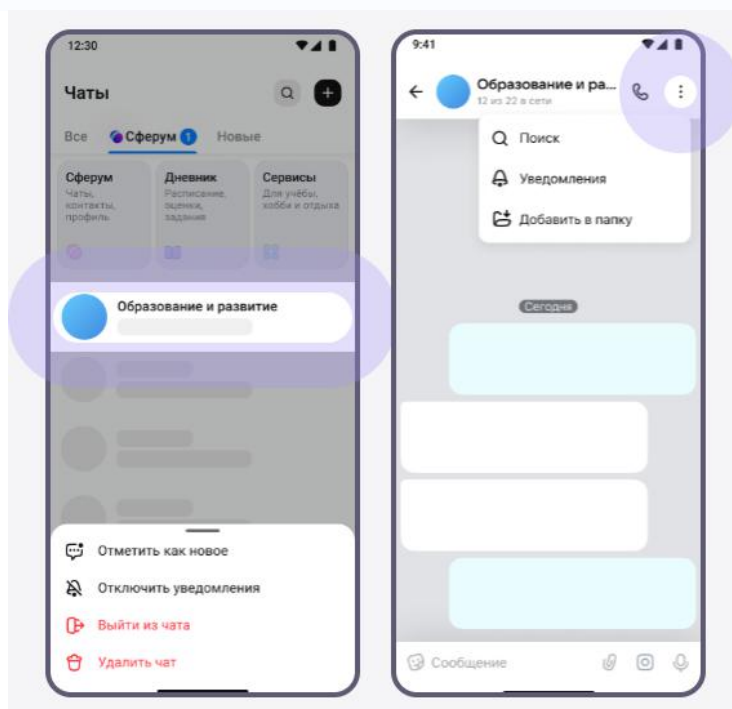 12:30
Чаты
Все
Сферум 1
Новые
Сферум
Чаты,
контакты,
профиль
Дневник
Расписание,
оценки,
задания
Сервисы
Для учёбы,
хобби и отдыха
Образование и развитие
Отметить как новое
Отключить уведомления
Выйти из чата
Удалить чат
9:41
Образование и ра...
12 из 22 в сети
Поиск
Уведомления
Добавить в папку
Сегодня
Сообщение